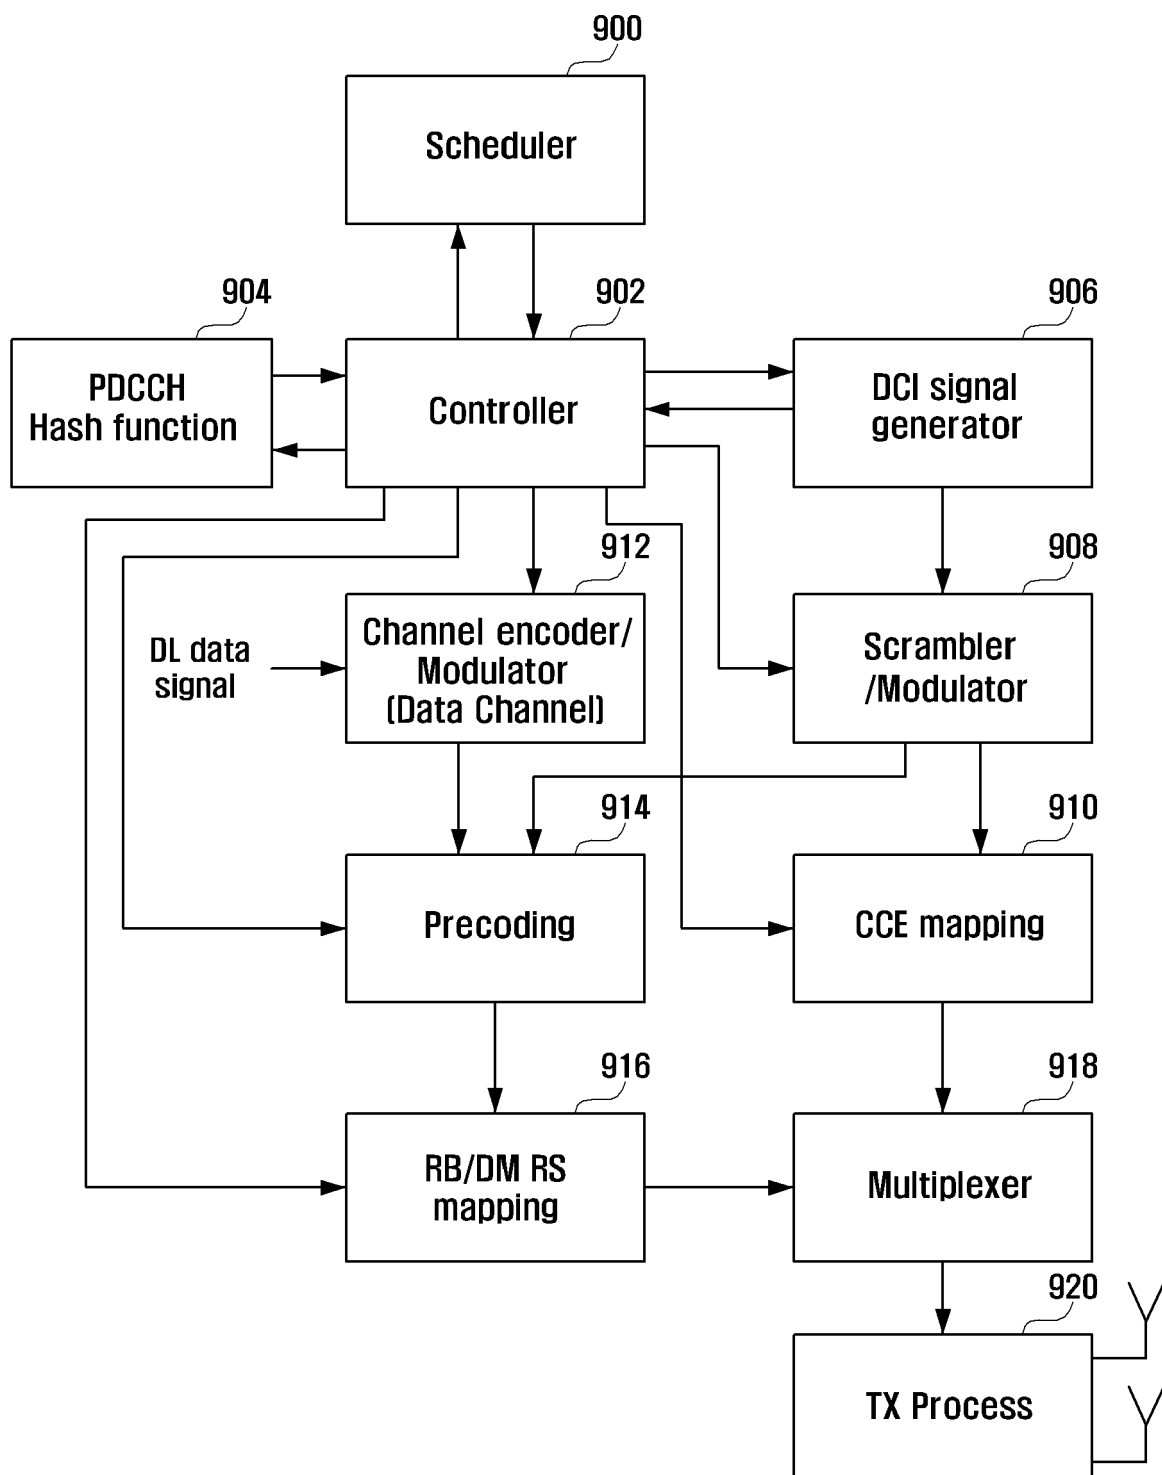 900
Scheduler
904
902
906
PDCCH
Hash function
Controller
DCI signal
generator
912
908
DL data
signal
Channel encoder/
Modulator
(Data Channel)
Scrambler
/Modulator
914
910
Precoding
CCE mapping
916
918
RB/DM RS
mapping
Multiplexer
920
TX Process